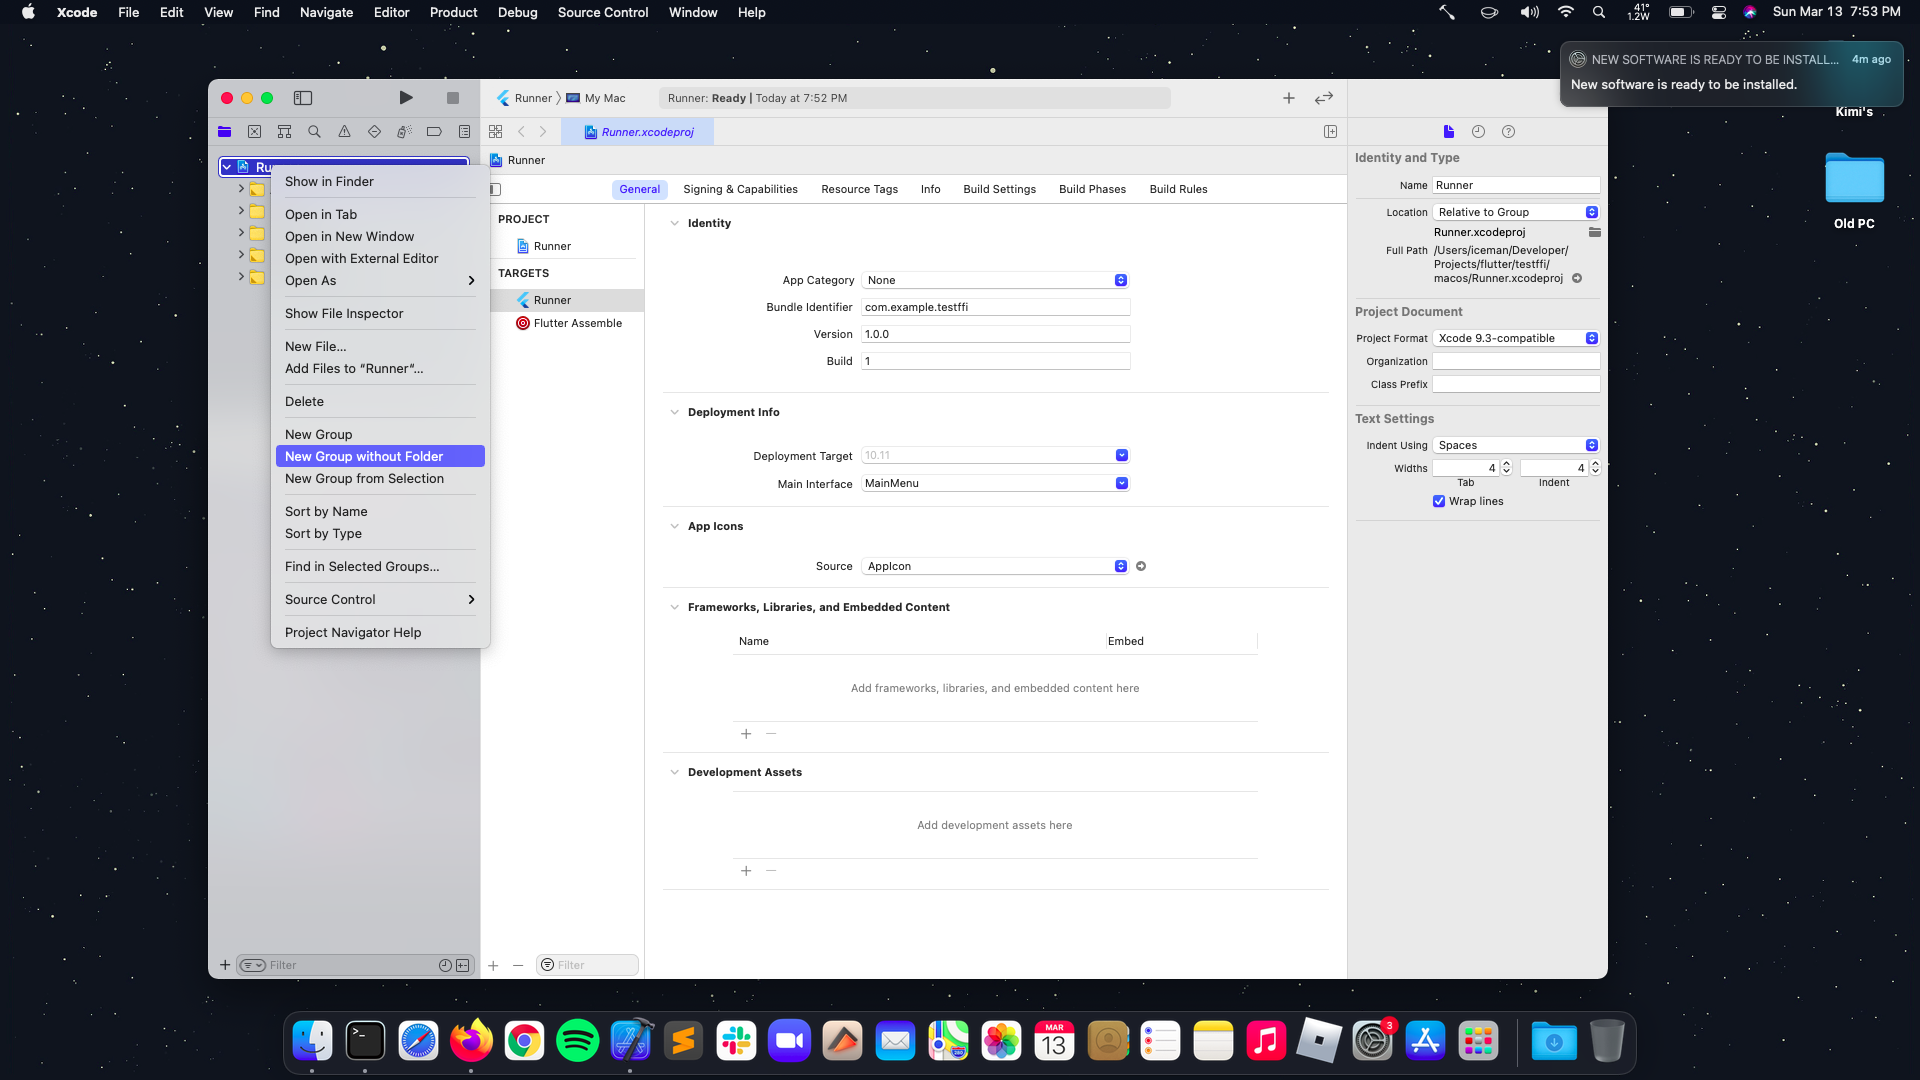 Xcode File Edit View Find Navigate Editor Product Debug Source Control Window Help
41°
1.2W
Sun Mar 13 7:53 PM
NEW SOFTWARE IS READY TO BE INSTALL... 4m ago
New software is ready to be installed.
Kimi's
Old PC
Runner My Mac
Runner: Ready | Today at 7:52 PM
Runner.xcodeproj
Runner
General Signing & Capabilities Resource Tags Info Build Settings Build Phases Build Rules
Ru
Show in Finder
Open in Tab
Open in New Window
Open with External Editor
Open As
Show File Inspector
New File...
Add Files to “Runner“...
Delete
New Group
New Group without Folder
New Group from Selection
Sort by Name
Sort by Type
Find in Selected Groups...
Source Control
Project Navigator Help
Filter
PROJECT
Runner
TARGETS
Runner
Flutter Assemble
Filter
Identity
App Category None
Bundle Identifier com.example.testffi
Version 1.0.0
Build 1
Deployment Info
Deployment Target 10.11
Main Interface MainMenu
App Icons
Source AppIcon
Frameworks, Libraries, and Embedded Content
Name Embed
Add frameworks, libraries, and embedded content here
Development Assets
Add development assets here
Identity and Type
Name Runner
Location Relative to Group
Runner.xcodeproj
Full Path /Users/iceman/Developer/
Projects/flutter/testffi/
macos/Runner.xcodeproj
Project Document
Project Format Xcode 9.3-compatible
Organization
Class Prefix
Text Settings
Indent Using Spaces
Widths 4 4
Tab Indent
Wrap lines
MAR
13
280
3